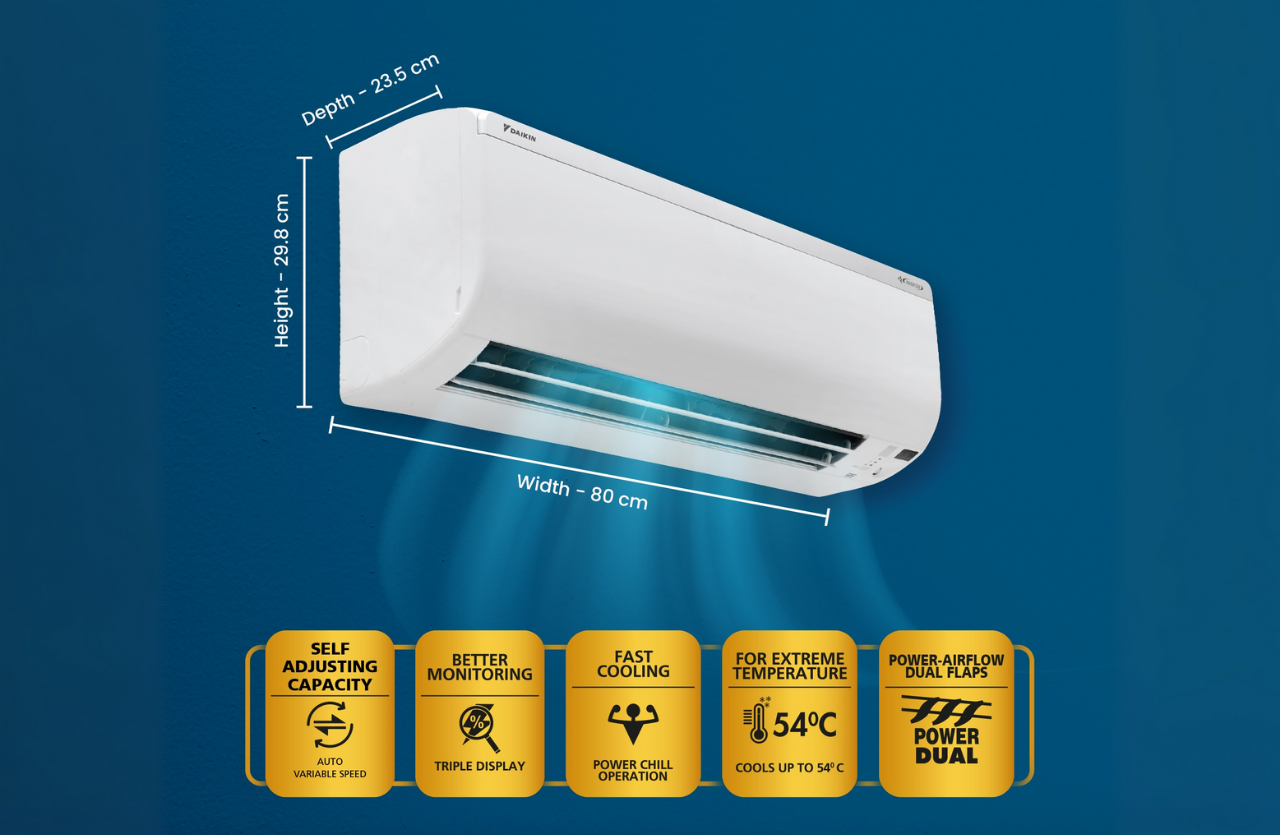 Depth - 23.5 cm
DAIKIN
Height - 29.8 cm
Width - 80 cm
SELF
ADJUSTING
CAPACITY
AUTO
VARIABLE SPEED
BETTER
MONITORING
%
TRIPLE DISPLAY
FAST
COOLING
POWER CHILL
OPERATION
FOR EXTREME
TEMPERATURE
54⁰C
COOLS UP TO 54⁰ C
POWER-AIRFLOW
DUAL FLAPS
POWER
DUAL